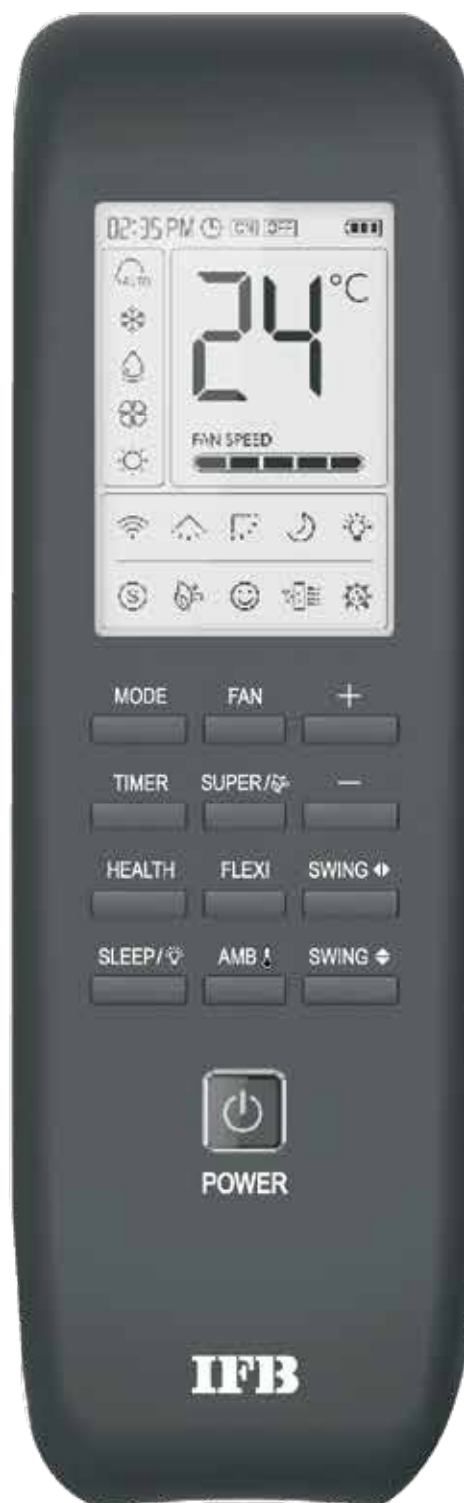 02:35 PM ON OFF
AUTO
24°C
FAN SPEED
S
MODE FAN +
TIMER SUPER/ −
HEALTH FLEXI SWING
SLEEP/ AMB SWING
POWER
IFB